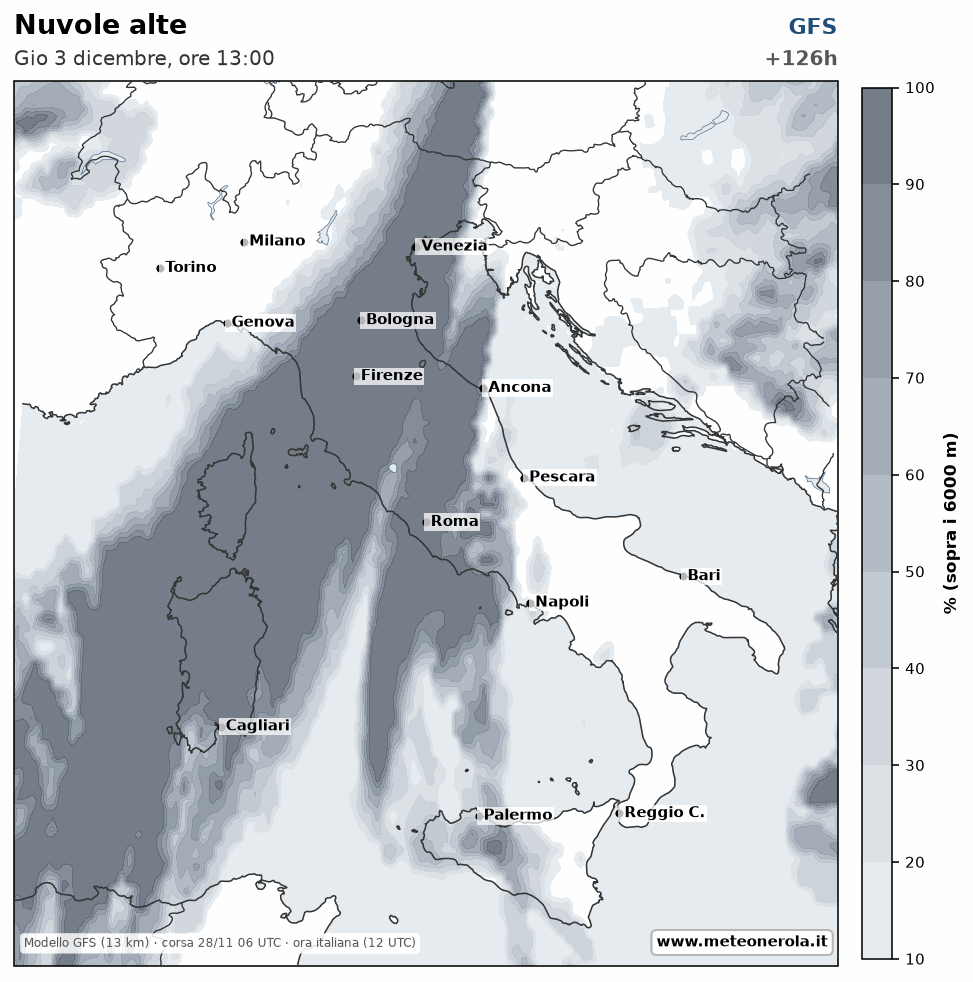 Nuvole alte
GFS
Gio 3 dicembre, ore 13:00
+126h
Milano
Venezia
Torino
Genova
Bologna
Firenze
Ancona
Pescara
Roma
Bari
Napoli
Cagliari
Palermo
Reggio C.
100
90
80
70
60
50
40
30
20
10
% (sopra i 6000 m)
Modello GFS (13 km) · corsa 28/11 06 UTC · ora italiana (12 UTC)
www.meteonerola.it